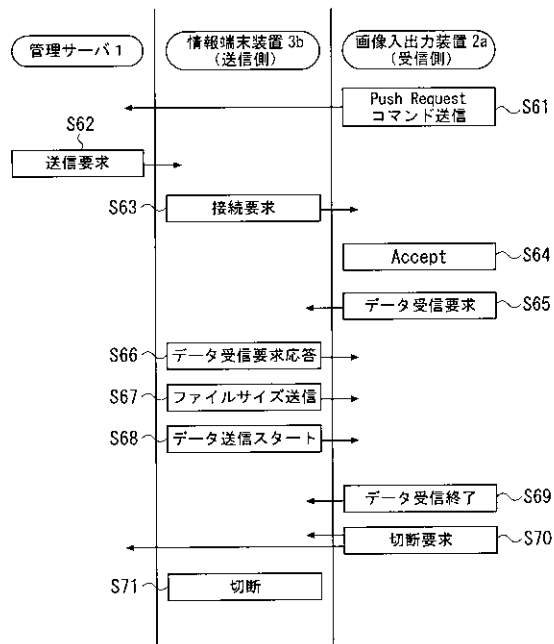 管理サーバ 1
情報端末装置 3b
(送信側)
画像入出力装置 2a
(受信側)
Push Request
コマンド送信
S61
S62
送信要求
S63
接続要求
Accept
S64
データ受信要求
S65
S66
データ受信要求応答
S67
ファイルサイズ送信
S68
データ送信スタート
データ受信終了
S69
切断要求
S70
S71
切断